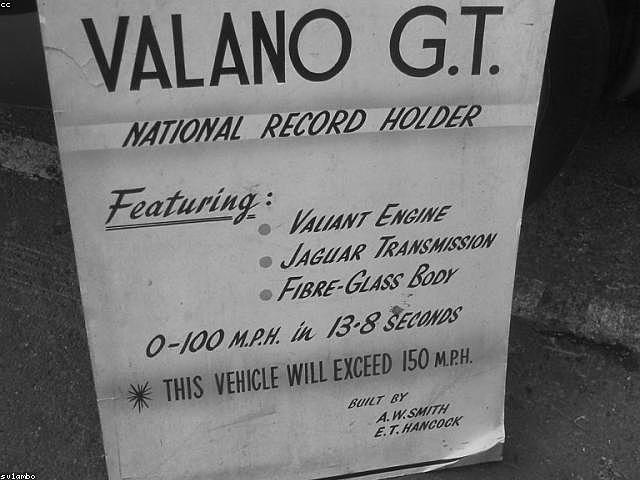 cc
VALANO G.T.
NATIONAL RECORD HOLDER
Featuring:
VALIANT ENGINE
JAGUAR TRANSMISSION
FIBRE-GLASS BODY
0-100 M.P.H. in 13·8 SECONDS
THIS VEHICLE WILL EXCEED 150 M.P.H.
BUILT BY
A.W. SMITH
E.T. HANCOCK
svlambo